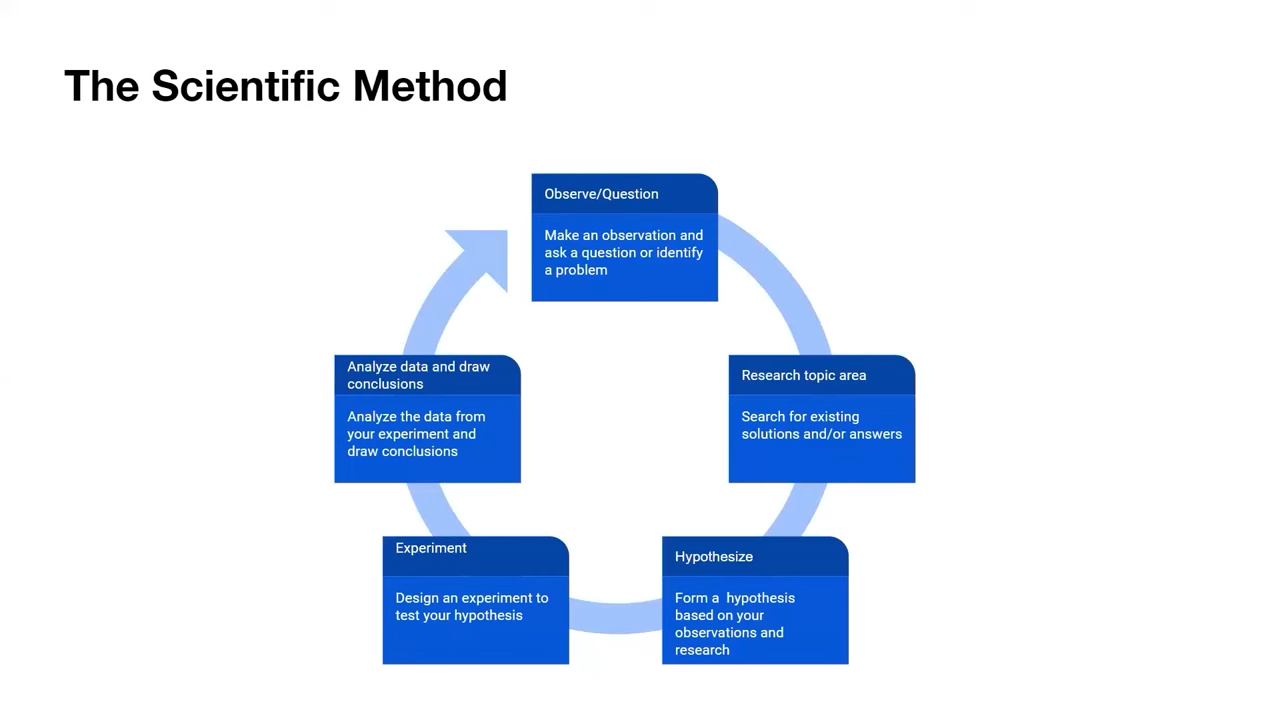 The Scientific Method
Observe/Question
Make an observation and
ask a question or identify
a problem
Research topic area
Search for existing
solutions and/or answers
Hypothesize
Form a  hypothesis
based on your
observations and
research
Experiment
Design an experiment to
test your hypothesis
Analyze data and draw
conclusions
Analyze the data from
your experiment and
draw conclusions